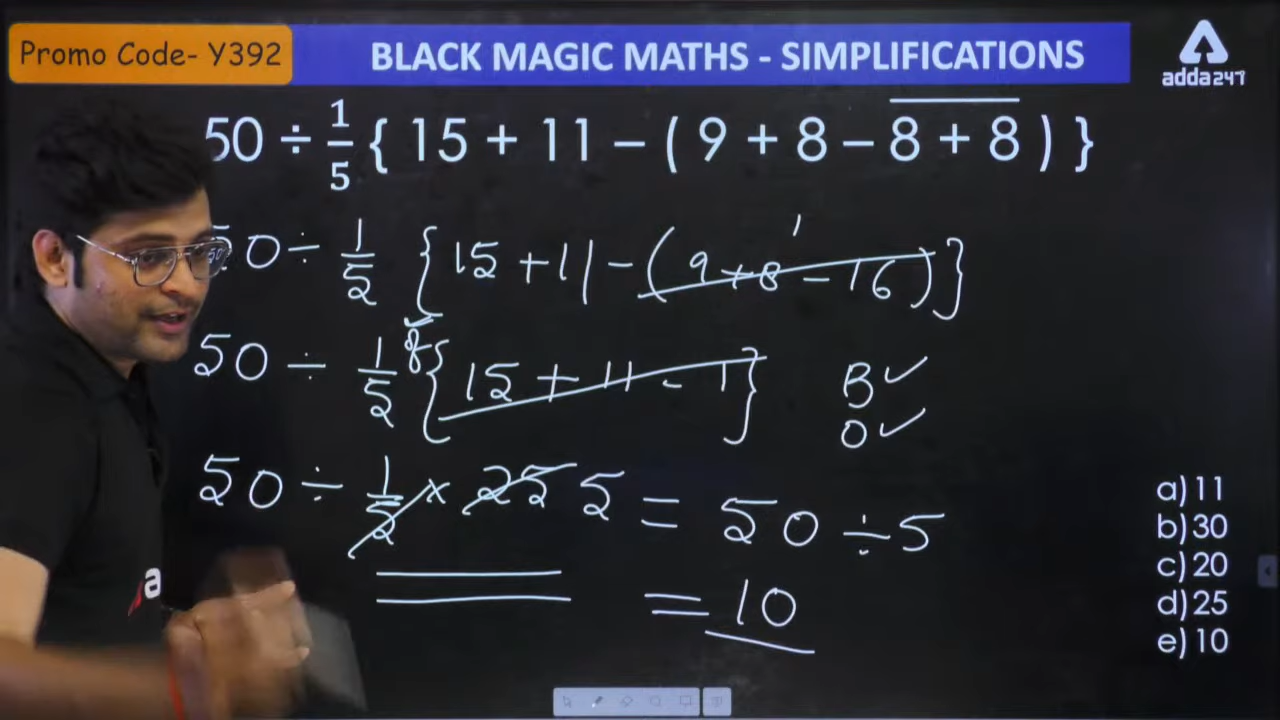 Promo Code- Y392
BLACK MAGIC MATHS - SIMPLIFICATIONS
adda247
50 ÷ 1/5 { 15 + 11 – ( 9 + 8 – 8 + 8 ) }
50 ÷ 1/5 { 15 + 11 - ( 9 + 8 - 16 ) }
1
50 ÷ 1/5 of { 15 + 11 - 1 }
B ✓
O ✓
50 ÷ 1/5 × 25 5 = 50 ÷ 5
= 10
a) 11
b) 30
c) 20
d) 25
e) 10
a